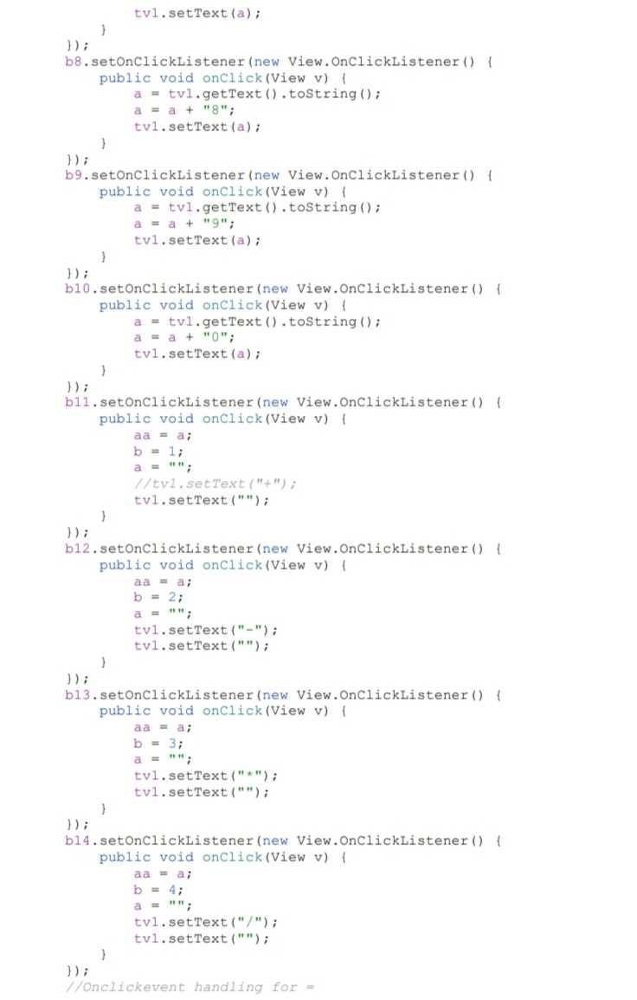 tv1.setText(a);
        }
    });
    b8.setOnClickListener(new View.OnClickListener() {
        public void onClick(View v) {
            a = tv1.getText().toString();
            a = a + "8";
            tv1.setText(a);
        }
    });
    b9.setOnClickListener(new View.OnClickListener() {
        public void onClick(View v) {
            a = tv1.getText().toString();
            a = a + "9";
            tv1.setText(a);
        }
    });
    b10.setOnClickListener(new View.OnClickListener() {
        public void onClick(View v) {
            a = tv1.getText().toString();
            a = a + "0";
            tv1.setText(a);
        }
    });
    b11.setOnClickListener(new View.OnClickListener() {
        public void onClick(View v) {
            aa = a;
            b = 1;
            a = "";
            //tv1.setText("+");
            tv1.setText("");
        }
    });
    b12.setOnClickListener(new View.OnClickListener() {
        public void onClick(View v) {
            aa = a;
            b = 2;
            a = "";
            tv1.setText("-");
            tv1.setText("");
        }
    });
    b13.setOnClickListener(new View.OnClickListener() {
        public void onClick(View v) {
            aa = a;
            b = 3;
            a = "";
            tv1.setText("*");
            tv1.setText("");
        }
    });
    b14.setOnClickListener(new View.OnClickListener() {
        public void onClick(View v) {
            aa = a;
            b = 4;
            a = "";
            tv1.setText("/");
            tv1.setText("");
        }
    });
    //Onclickevent handling for =